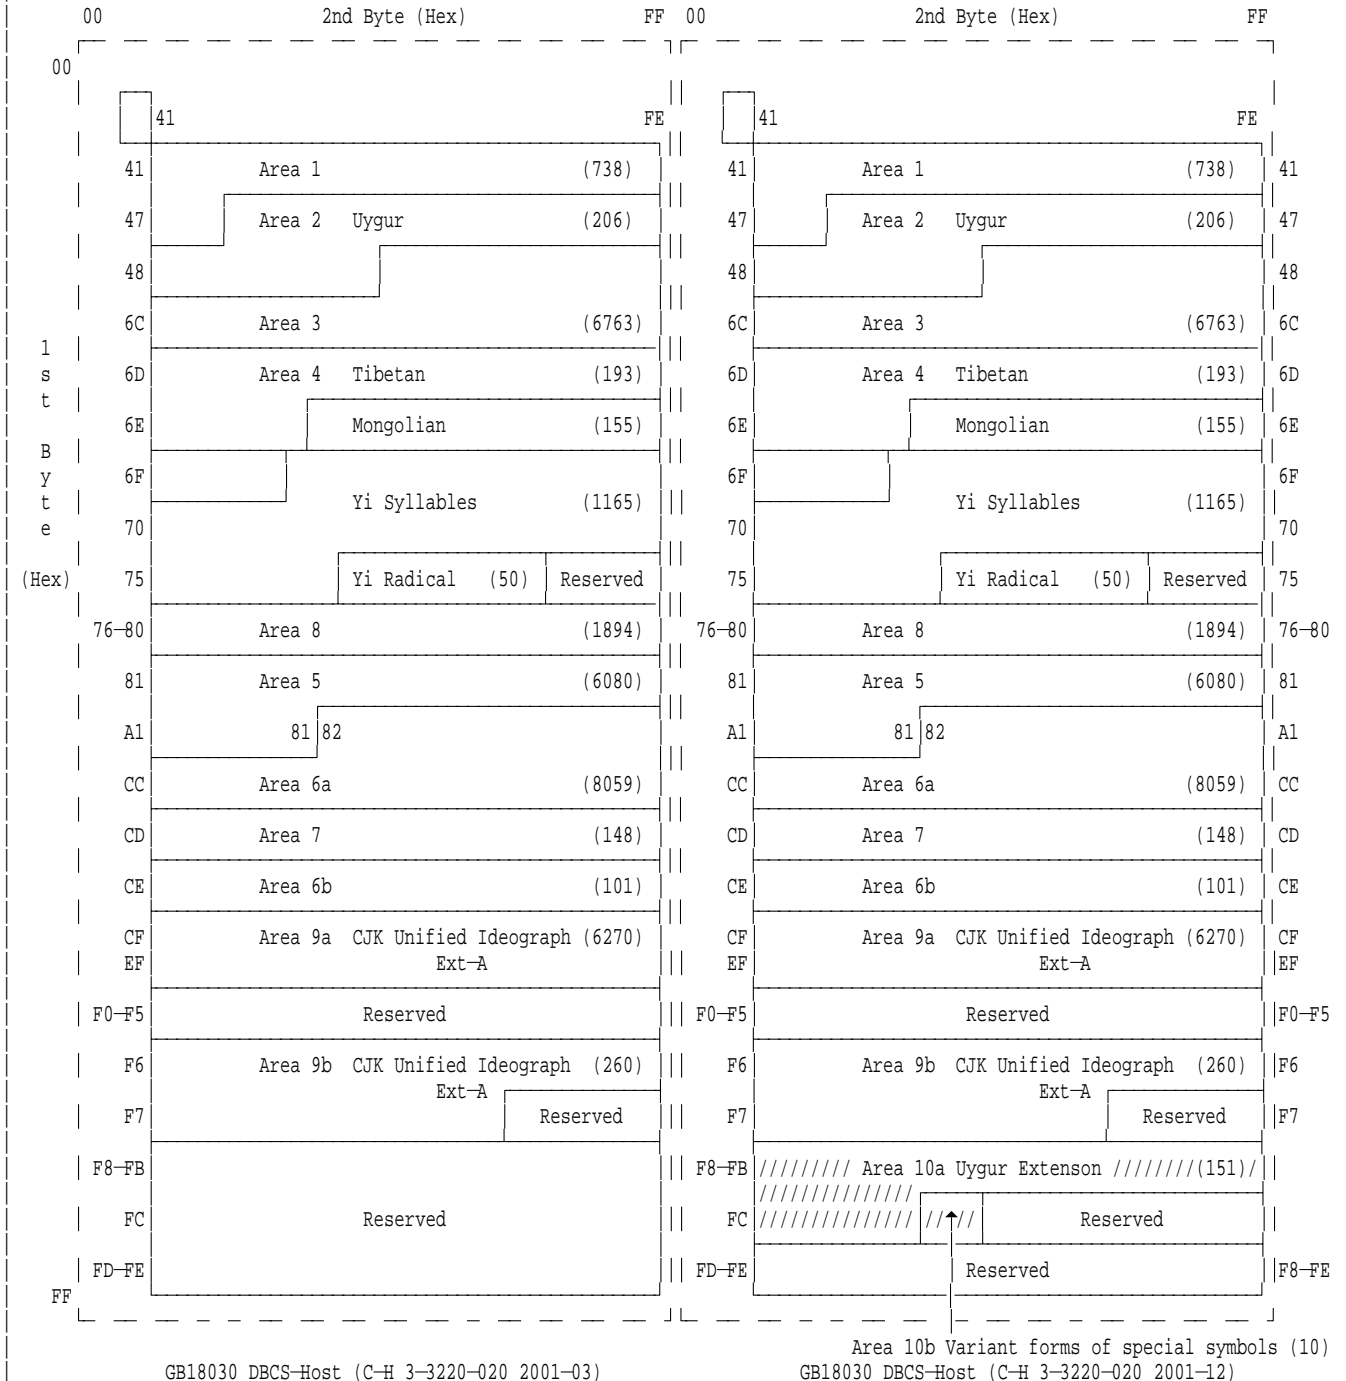 00 2nd Byte (Hex) FF 00 2nd Byte (Hex) FF
00
41 FE 41 FE
41 Area 1 (738) 41 Area 1 (738) 41
47 Area 2 Uygur (206) 47 Area 2 Uygur (206) 47
48 48 48
6C Area 3 (6763) 6C Area 3 (6763) 6C
1
s 6D Area 4 Tibetan (193) 6D Area 4 Tibetan (193) 6D
t
6E Mongolian (155) 6E Mongolian (155) 6E
B
y 6F 6F 6F
t Yi Syllables (1165) Yi Syllables (1165)
e 70 70 70
(Hex) 75 Yi Radical (50) Reserved 75 Yi Radical (50) Reserved 75
76—80 Area 8 (1894) 76—80 Area 8 (1894) 76—80
81 Area 5 (6080) 81 Area 5 (6080) 81
A1 81 82 A1 81 82 A1
CC Area 6a (8059) CC Area 6a (8059) CC
CD Area 7 (148) CD Area 7 (148) CD
CE Area 6b (101) CE Area 6b (101) CE
CF Area 9a CJK Unified Ideograph (6270) CF Area 9a CJK Unified Ideograph (6270) CF
EF Ext—A EF Ext—A EF
F0—F5 Reserved F0—F5 Reserved F0—F5
F6 Area 9b CJK Unified Ideograph (260) F6 Area 9b CJK Unified Ideograph (260) F6
Ext—A Ext—A
F7 Reserved F7 Reserved F7
F8—FB ///////// Area 10a Uygur Extenson ////////(151)/
///////////////
FC Reserved FC /////////////// //// Reserved
FD—FE FD—FE Reserved F8—FE
FF
Area 10b Variant forms of special symbols (10)
GB18030 DBCS—Host (C—H 3—3220—020 2001—03) GB18030 DBCS—Host (C—H 3—3220—020 2001—12)